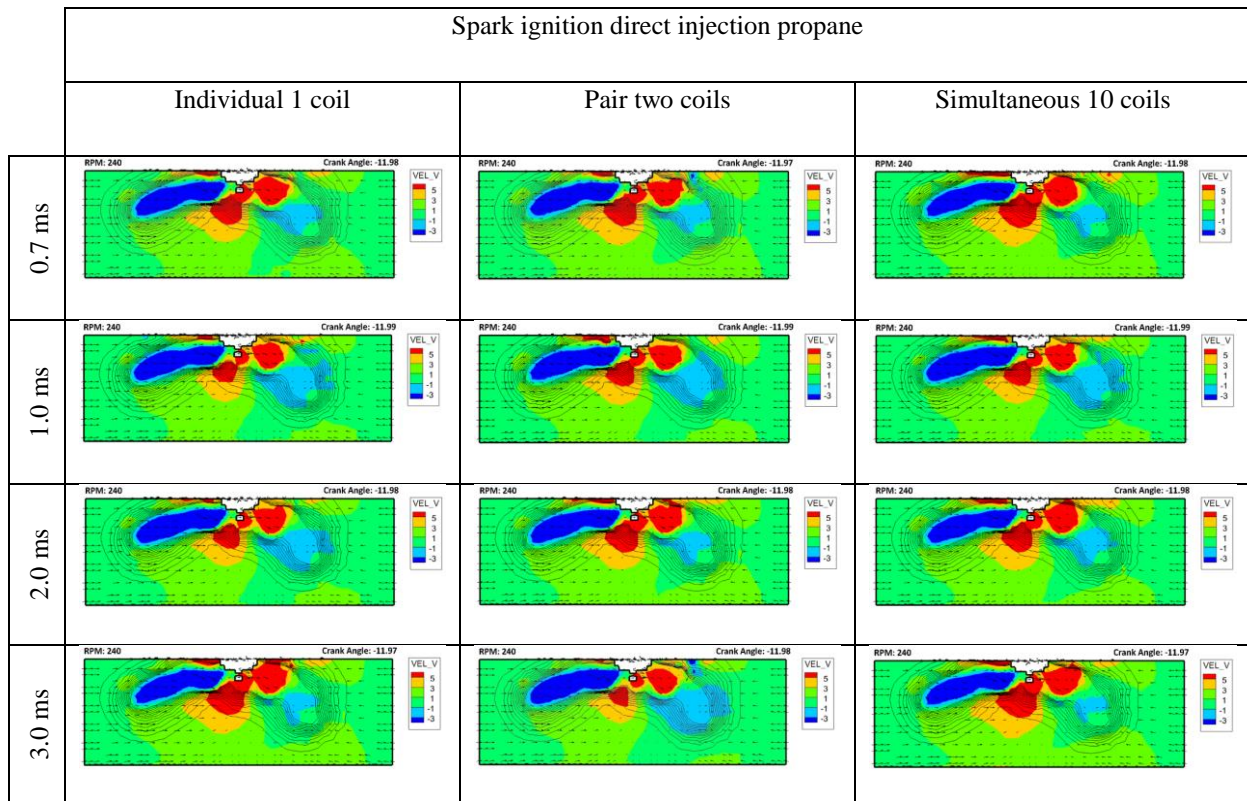 Spark ignition direct injection propane
Individual 1 coil
Pair two coils
Simultaneous 10 coils
0.7 ms
RPM: 240 Crank Angle: -11.98
VEL_V
5
3
1
-1
-3
RPM: 240 Crank Angle: -11.97
VEL_V
5
3
1
-1
-3
RPM: 240 Crank Angle: -11.98
VEL_V
5
3
1
-1
-3
1.0 ms
RPM: 240 Crank Angle: -11.99
VEL_V
5
3
1
-1
-3
RPM: 240 Crank Angle: -11.99
VEL_V
5
3
1
-1
-3
RPM: 240 Crank Angle: -11.99
VEL_V
5
3
1
-1
-3
2.0 ms
RPM: 240 Crank Angle: -11.98
VEL_V
5
3
1
-1
-3
RPM: 240 Crank Angle: -11.98
VEL_V
5
3
1
-1
-3
RPM: 240 Crank Angle: -11.98
VEL_V
5
3
1
-1
-3
3.0 ms
RPM: 240 Crank Angle: -11.97
VEL_V
5
3
1
-1
-3
RPM: 240 Crank Angle: -11.98
VEL_V
5
3
1
-1
-3
RPM: 240 Crank Angle: -11.97
VEL_V
5
3
1
-1
-3